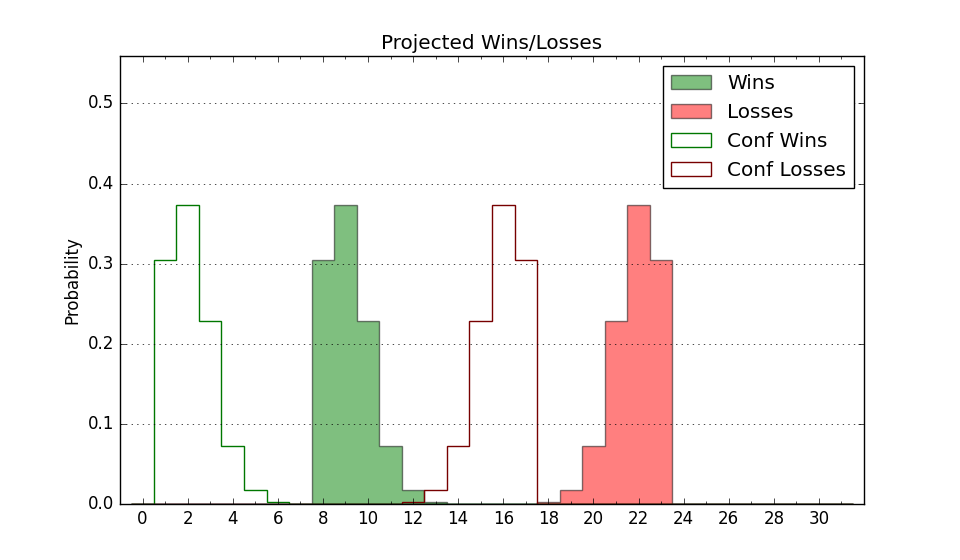 Projected Wins/Losses
Wins
Losses
Conf Wins
Conf Losses
Probability
0.5
0.4
0.3
0.2
0.1
0.0
0 2 4 6 8 10 12 14 16 18 20 22 24 26 28 30